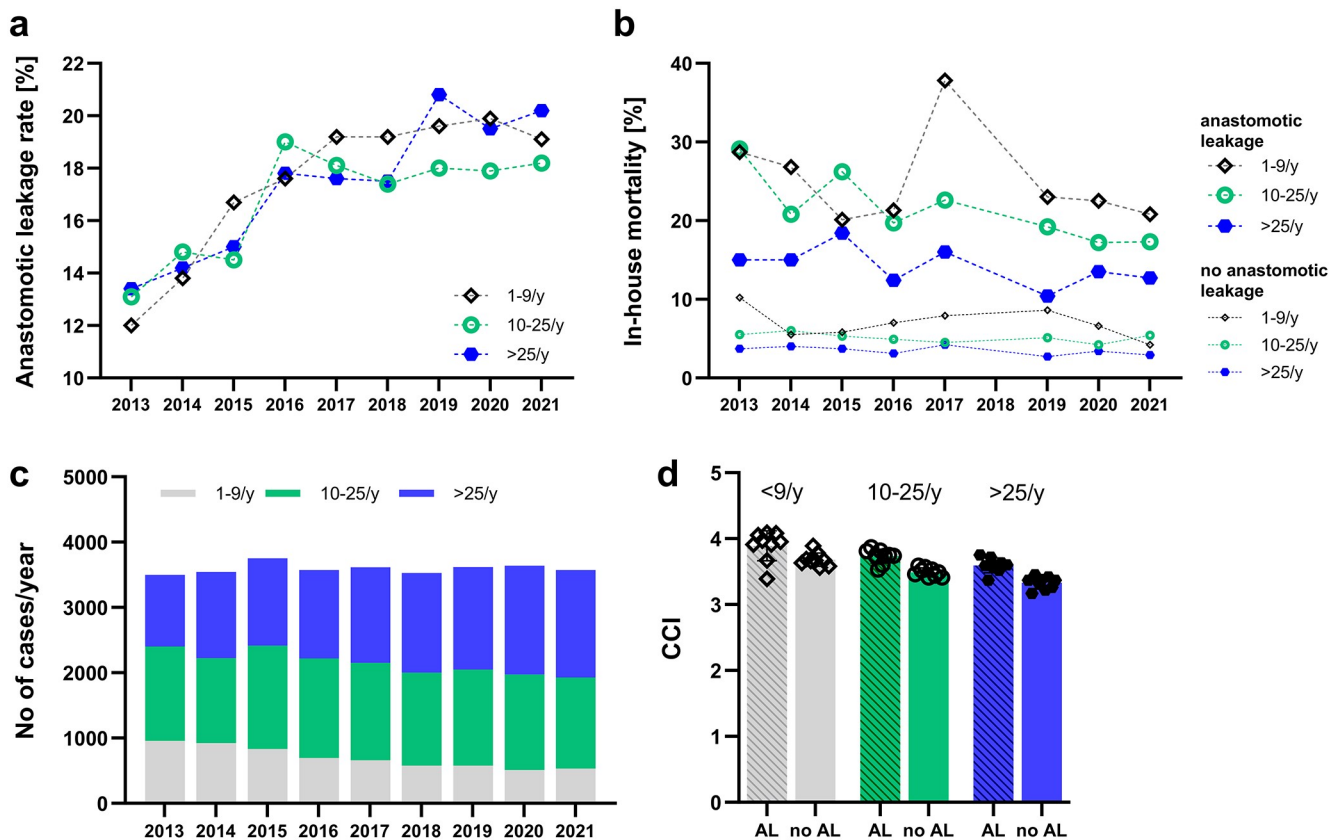 a
Anastomotic leakage rate [%]
22
20
18
16
14
12
10
1-9/y
10-25/y
>25/y
2013 2014 2015 2016 2017 2018 2019 2020 2021
b
In-house mortality [%]
40
30
20
10
0
2013 2014 2015 2016 2017 2018 2019 2020 2021
anastomotic
leakage
1-9/y
10-25/y
>25/y
no anastomotic
leakage
1-9/y
10-25/y
>25/y
c
No of cases/year
5000
4000
3000
2000
1000
0
1-9/y 10-25/y >25/y
2013 2014 2015 2016 2017 2018 2019 2020 2021
d
CCI
5
4
3
2
1
0
<9/y 10-25/y >25/y
AL no AL AL no AL AL no AL